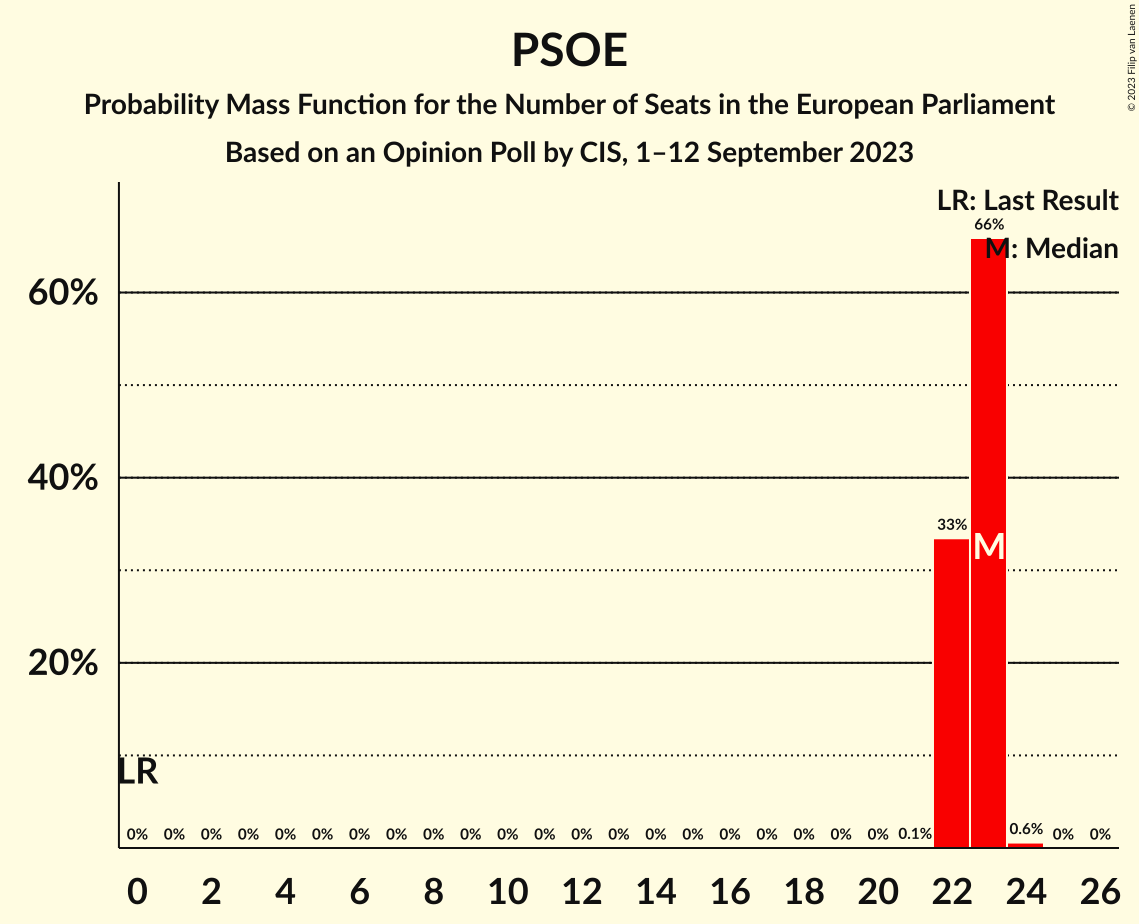 PSOE
Probability Mass Function for the Number of Seats in the European Parliament
Based on an Opinion Poll by CIS, 1–12 September 2023
© 2023 Filip van Laenen
LR: Last Result
M: Median
66%
60%
40%
33%
M
20%
LR
0% 0% 0% 0% 0% 0% 0% 0% 0% 0% 0% 0% 0% 0% 0% 0% 0% 0% 0% 0% 0% 0.1% 0.6% 0% 0%
0 2 4 6 8 10 12 14 16 18 20 22 24 26